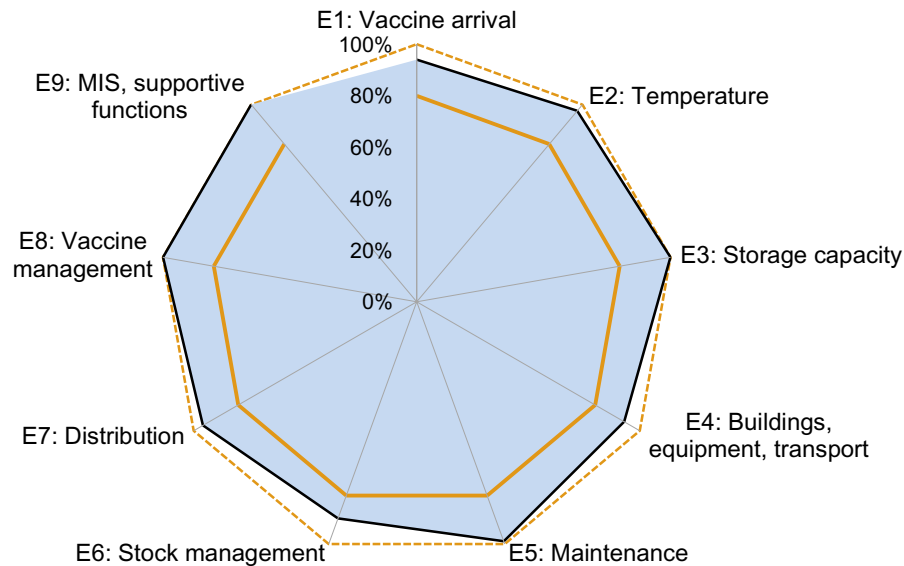 E1: Vaccine arrival
100%
80%
60%
40%
20%
0%
E2: Temperature
E3: Storage capacity
E4: Buildings,
equipment, transport
E5: Maintenance
E6: Stock management
E7: Distribution
E8: Vaccine
management
E9: MIS, supportive
functions